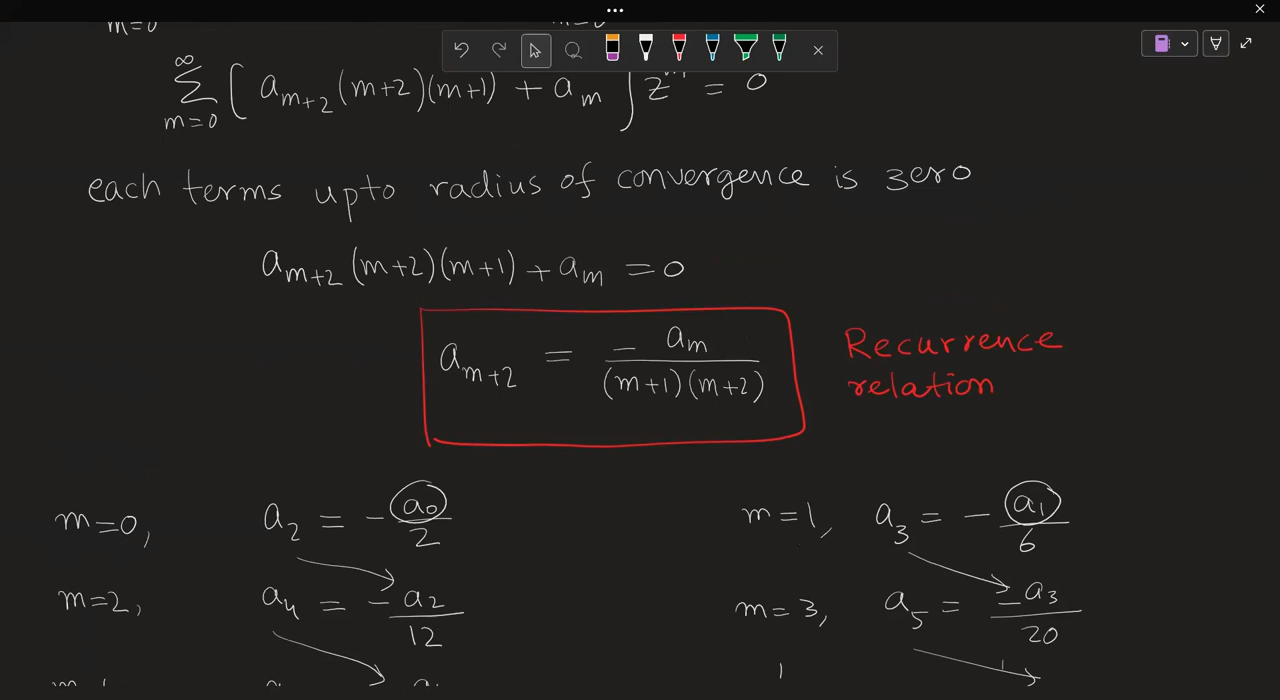 m=0 m=0
∞
∑ [ a_{m+2} (m+2)(m+1) + a_m ] z^m = 0
m=0
each terms upto radius of convergence is zero
a_{m+2} (m+2)(m+1) + a_m = 0
a_{m+2} = - a_m / (m+1)(m+2)
Recurrence
relation
m=0, a_2 = - a_0 / 2
m=1, a_3 = - a_1 / 6
m=2, a_4 = - a_2 / 12
m=3, a_5 = - a_3 / 20